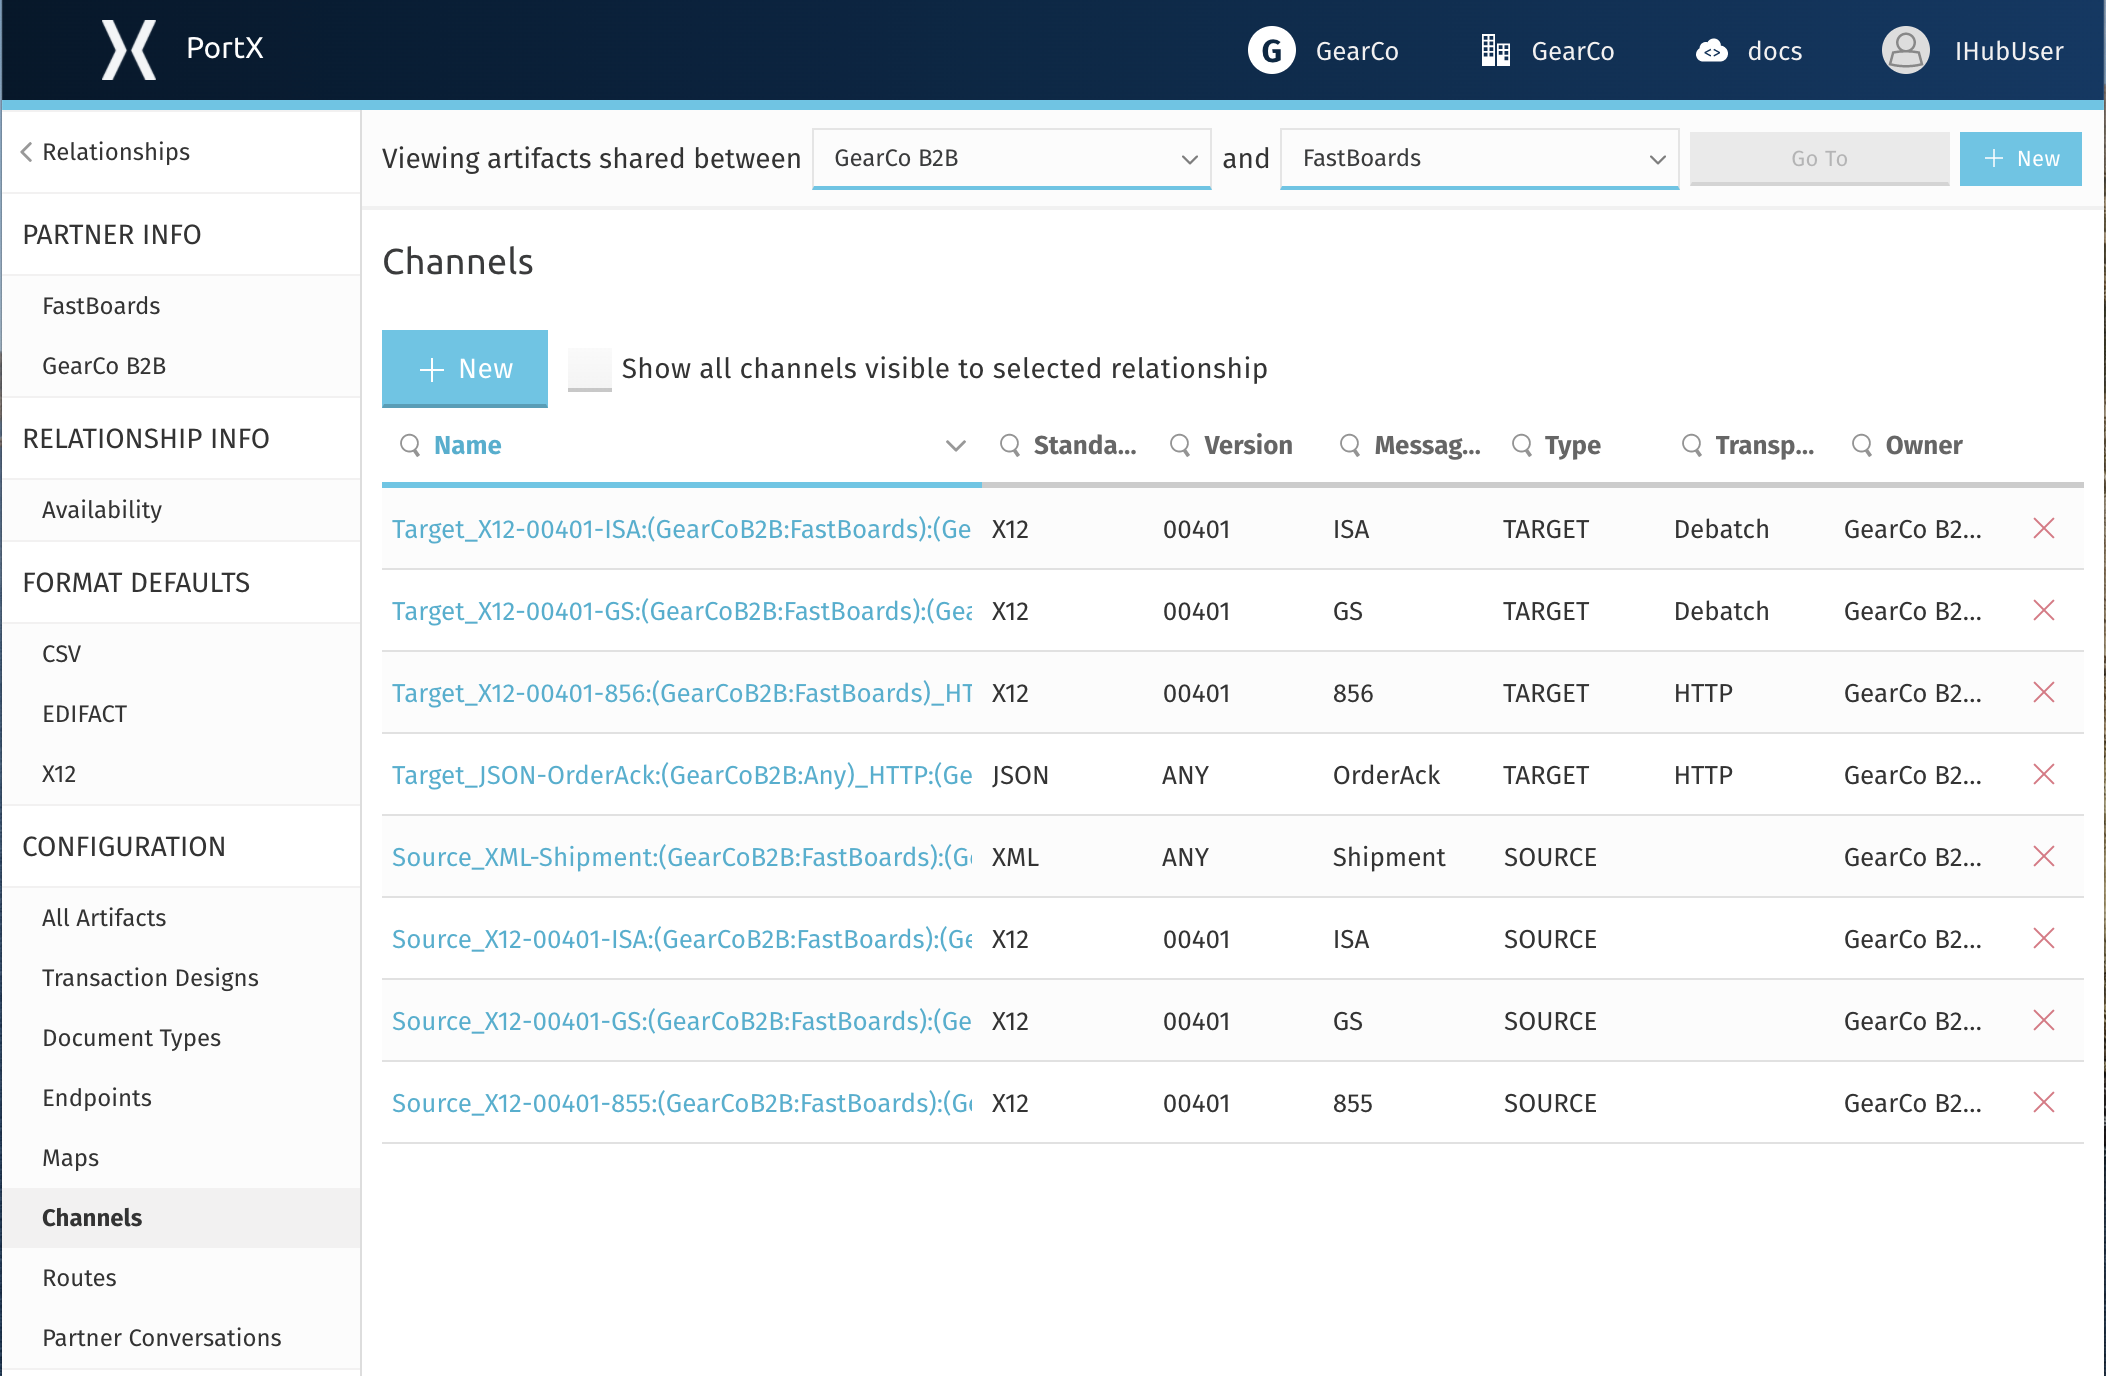 PortX
G GearCo GearCo docs IHubUser
Relationships
PARTNER INFO
FastBoards
GearCo B2B
RELATIONSHIP INFO
Availability
FORMAT DEFAULTS
CSV
EDIFACT
X12
CONFIGURATION
All Artifacts
Transaction Designs
Document Types
Endpoints
Maps
Channels
Routes
Partner Conversations
Viewing artifacts shared between GearCo B2B and FastBoards Go To + New
Channels
+ New Show all channels visible to selected relationship
Name Standa... Version Messag... Type Transp... Owner
Target_X12-00401-ISA:(GearCoB2B:FastBoards):(Ge X12 00401 ISA TARGET Debatch GearCo B2...
Target_X12-00401-GS:(GearCoB2B:FastBoards):(Gea X12 00401 GS TARGET Debatch GearCo B2...
Target_X12-00401-856:(GearCoB2B:FastBoards)_HT X12 00401 856 TARGET HTTP GearCo B2...
Target_JSON-OrderAck:(GearCoB2B:Any)_HTTP:(Ge JSON ANY OrderAck TARGET HTTP GearCo B2...
Source_XML-Shipment:(GearCoB2B:FastBoards):(Ge XML ANY Shipment SOURCE GearCo B2...
Source_X12-00401-ISA:(GearCoB2B:FastBoards):(Ge X12 00401 ISA SOURCE GearCo B2...
Source_X12-00401-GS:(GearCoB2B:FastBoards):(Ge X12 00401 GS SOURCE GearCo B2...
Source_X12-00401-855:(GearCoB2B:FastBoards):(Ge X12 00401 855 SOURCE GearCo B2...